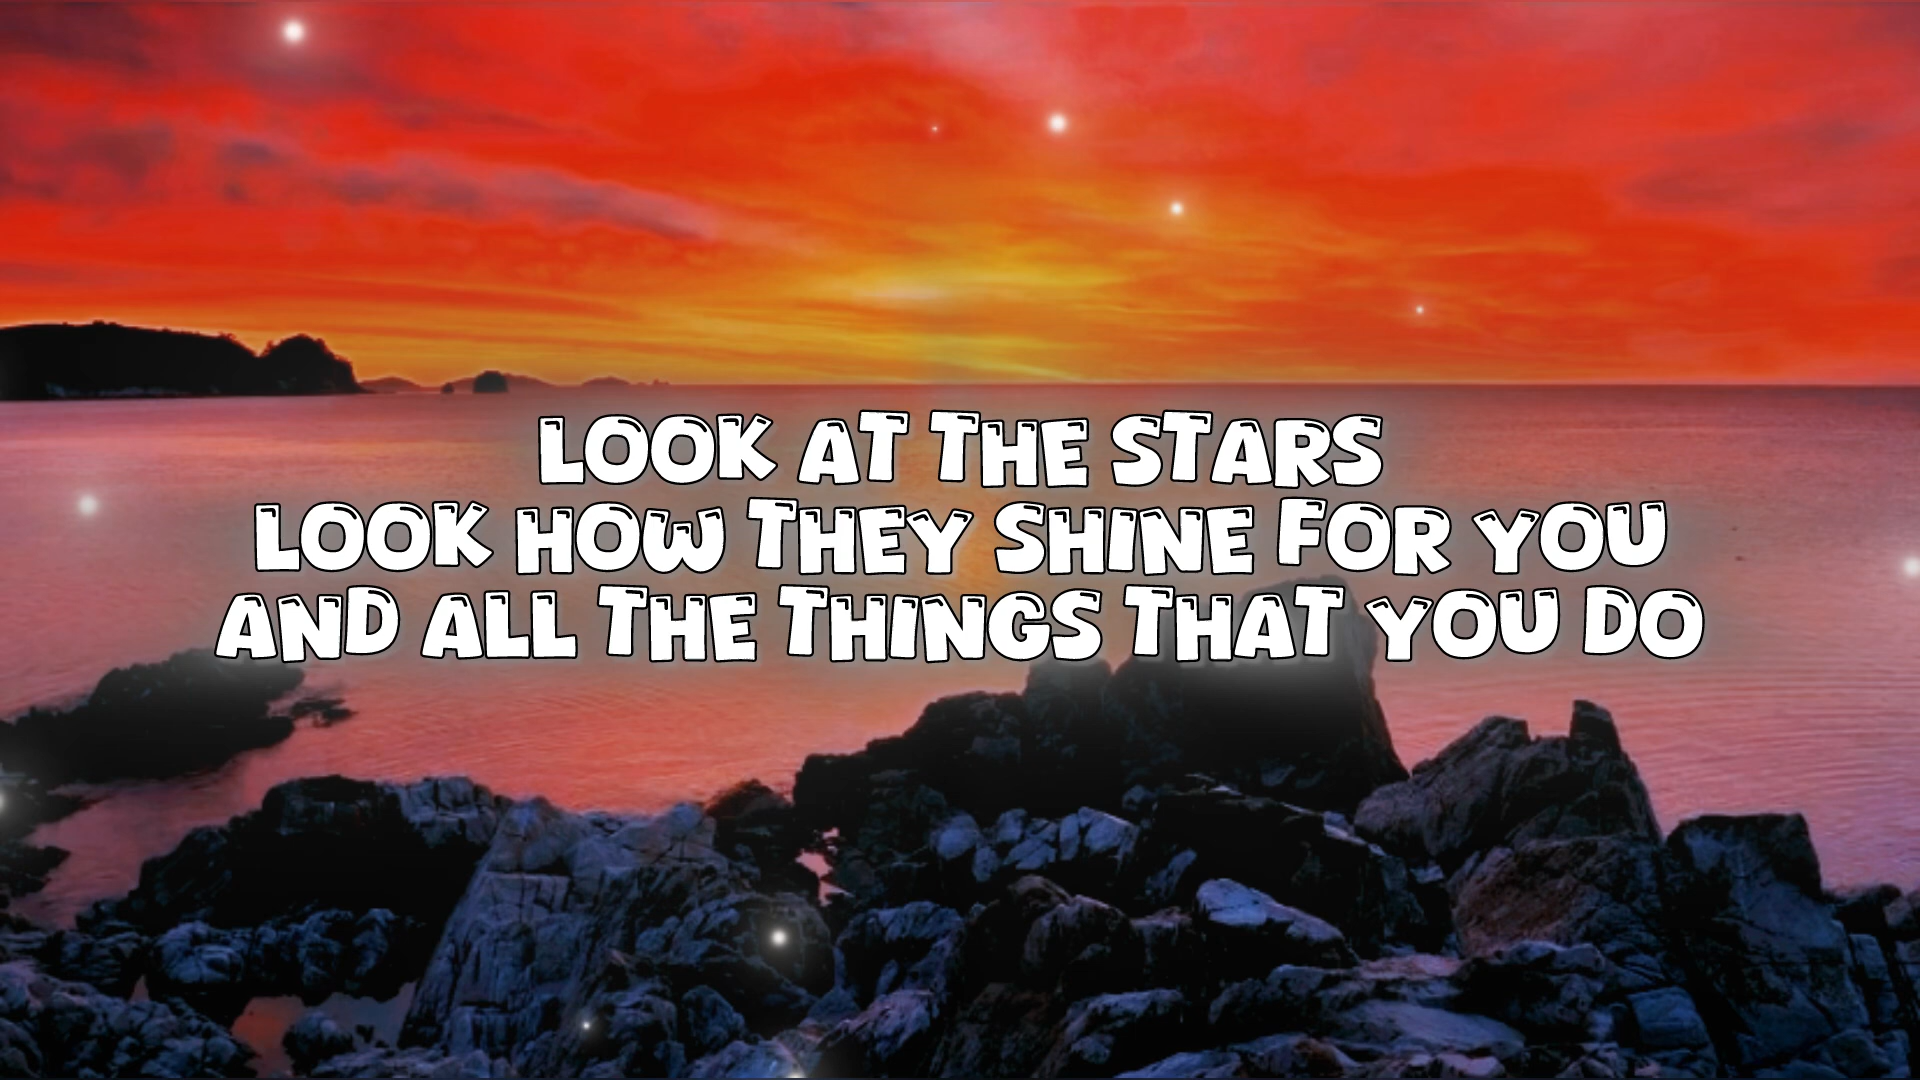 LOOK AT THE STARS
LOOK HOW THEY SHINE FOR YOU
AND ALL THE THINGS THAT YOU DO